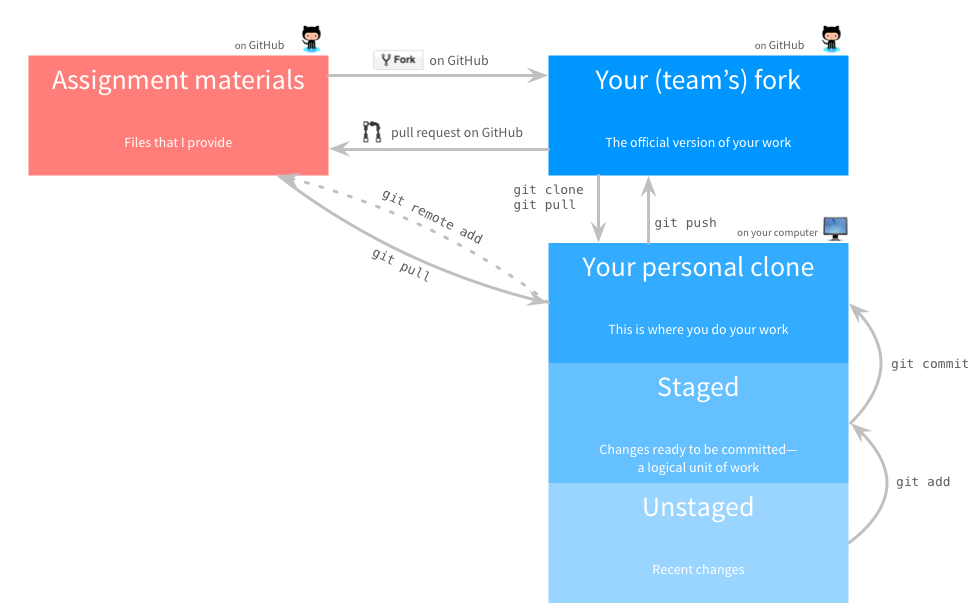 on GitHub
on GitHub
Assignment materials
Fork
on GitHub
Your (team’s) fork
Files that I provide
pull request on GitHub
The official version of your work
git clone
git pull
git remote add
git push
on your computer
git pull
Your personal clone
This is where you do your work
git commit
Staged
Changes ready to be committed—
a logical unit of work
git add
Unstaged
Recent changes